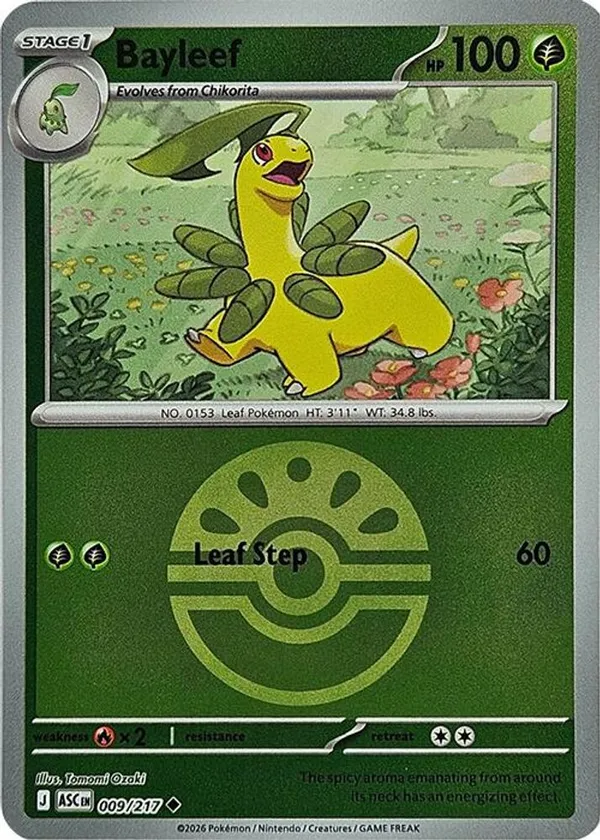 STAGE1 Bayleef HP 100
Evolves from Chikorita
NO. 0153 Leaf Pokémon HT: 3'11" WT: 34.8 lbs.
Leaf Step 60
weakness ×2 resistance retreat
Illus. Tomomi Ozaki
The spicy aroma emanating from around
its neck has an energizing effect.
J ASC EN 009/217
©2026 Pokémon / Nintendo / Creatures / GAME FREAK